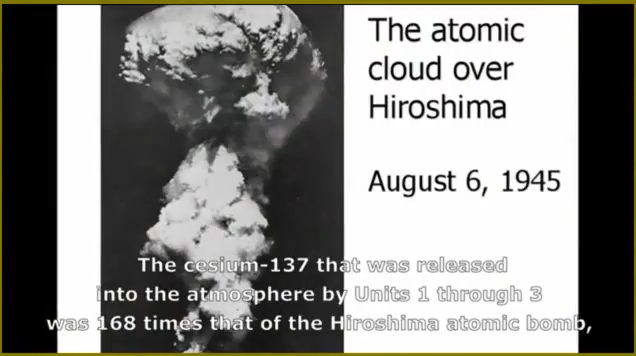 The atomic
cloud over
Hiroshima
August 6, 1945
The cesium-137 that was released
into the atmosphere by Units 1 through 3
was 168 times that of the Hiroshima atomic bomb,